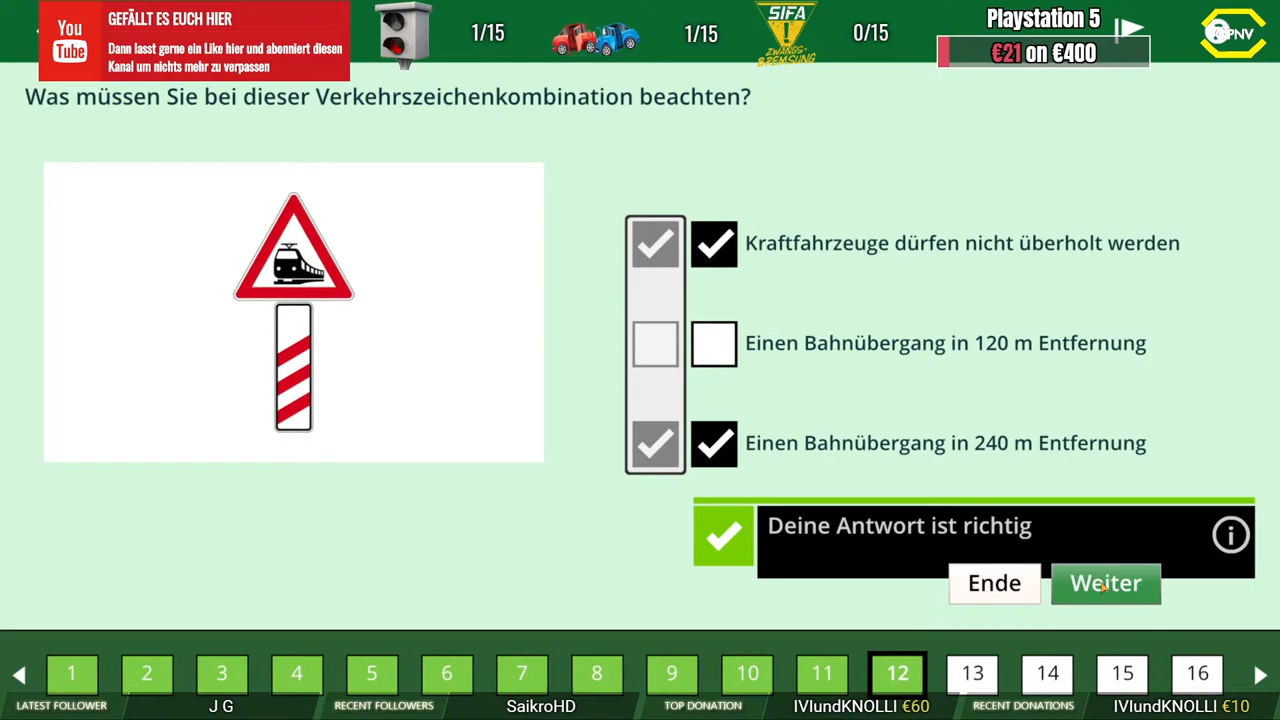 You
Tube
GEFÄLLT ES EUCH HIER
Dann lasst gerne ein Like hier und abonniert diesen
Kanal um nichts mehr zu verpassen
1/15
1/15
SIFA
ZWANGS-
BREMSUNG
0/15
Playstation 5
€21 on €400
ÖPNV
Was müssen Sie bei dieser Verkehrszeichenkombination beachten?
Kraftfahrzeuge dürfen nicht überholt werden
Einen Bahnübergang in 120 m Entfernung
Einen Bahnübergang in 240 m Entfernung
Deine Antwort ist richtig
Ende
Weiter
1 2 3 4 5 6 7 8 9 10 11 12 13 14 15 16
LATEST FOLLOWER J G RECENT FOLLOWERS SaikroHD TOP DONATION IVIundKNOLLI €60 RECENT DONATIONS IVIundKNOLLI €10